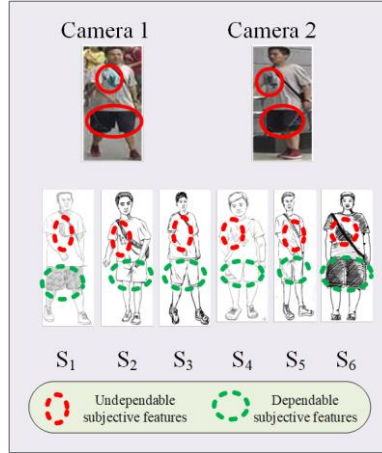 Camera 1 Camera 2
S1 S2 S3 S4 S5 S6
Undependable Dependable
subjective features subjective features